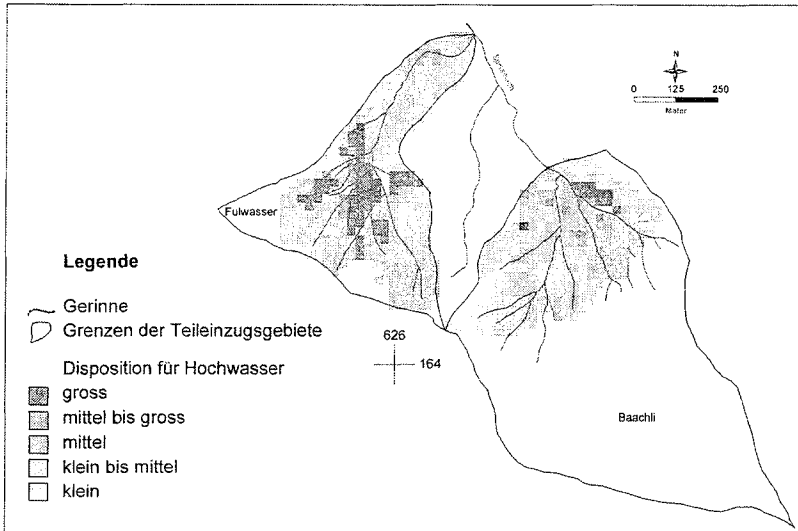 N
0 125 250
Meter
Fulwasser
Legende
Gerinne
Grenzen der Teileinzugsgebiete
626
164
Disposition für Hochwasser
gross
mittel bis gross
mittel
klein bis mittel
klein
Baachli